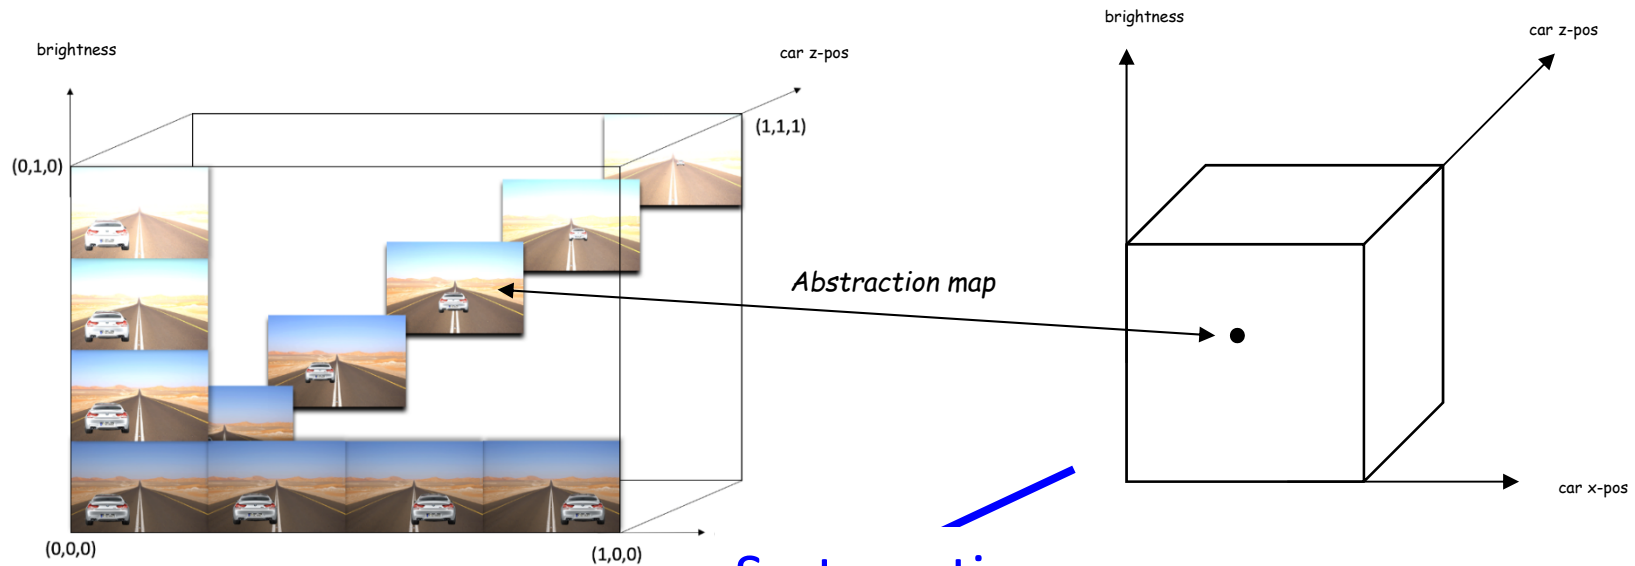 brightness
car z-pos
(0,1,0)
(1,1,1)
(0,0,0)
(1,0,0)
Abstraction map
brightness
car z-pos
car x-pos